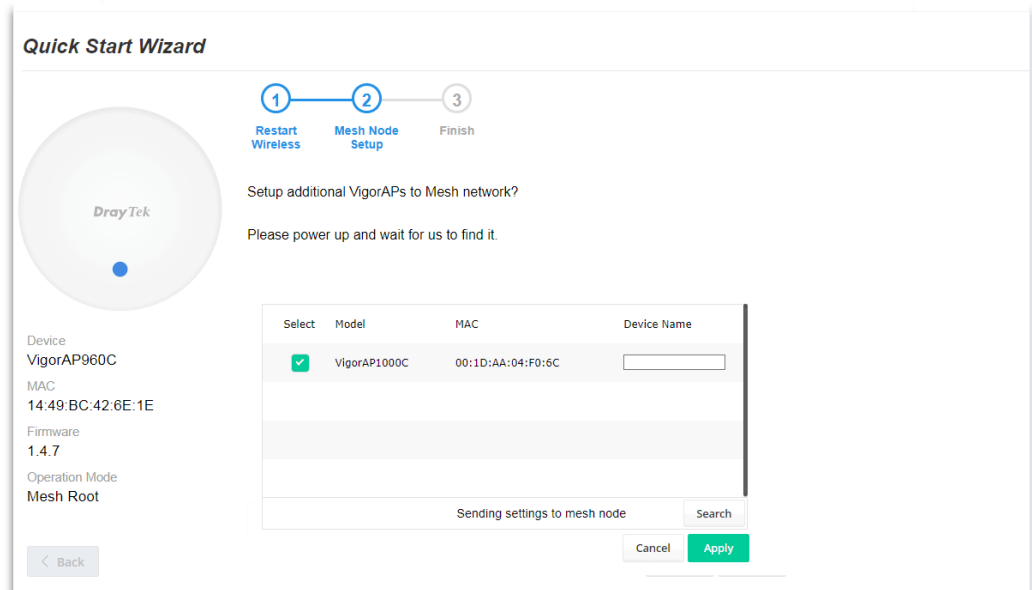 Quick Start Wizard
1 2 3
Restart Wireless
Mesh Node Setup
Finish
DrayTek
Setup additional VigorAPs to Mesh network?
Please power up and wait for us to find it.
Select Model MAC Device Name
VigorAP1000C 00:1D:AA:04:F0:6C
Device
VigorAP960C
MAC
14:49:BC:42:6E:1E
Firmware
1.4.7
Operation Mode
Mesh Root
Sending settings to mesh node Search
Cancel Apply
< Back